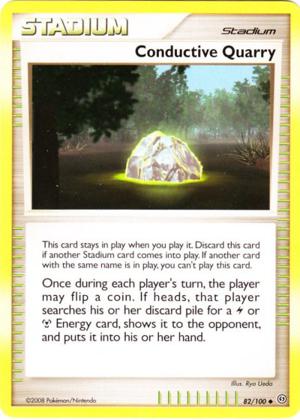 STADIUM
Stadium
Conductive Quarry
This card stays in play when you play it. Discard this card
if another Stadium card comes into play. If another card
with the same name is in play, you can't play this card.
Once during each player's turn, the player
may flip a coin. If heads, that player
searches his or her discard pile for a or
Energy card, shows it to the opponent,
and puts it into his or her hand.
Illus. Ryo Ueda
©2008 Pokémon/Nintendo
82/100